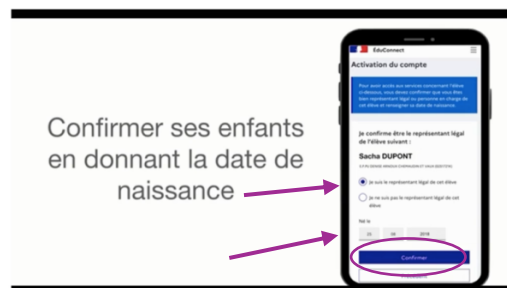 Confirmer ses enfants
en donnant la date de
naissance
EduConnect
Activation du compte
Pour avoir accès aux services concernant l'élève
ci-dessous, vous devez confirmer que vous êtes
bien représentant légal ou personne en charge de
cet élève et renseigner sa date de naissance.
Je confirme être le représentant légal
de l'élève suivant :
Sacha DUPONT
Je suis le représentant légal de cet élève
Je ne suis pas le représentant légal de cet
élève
Né le
2018
Confirmer